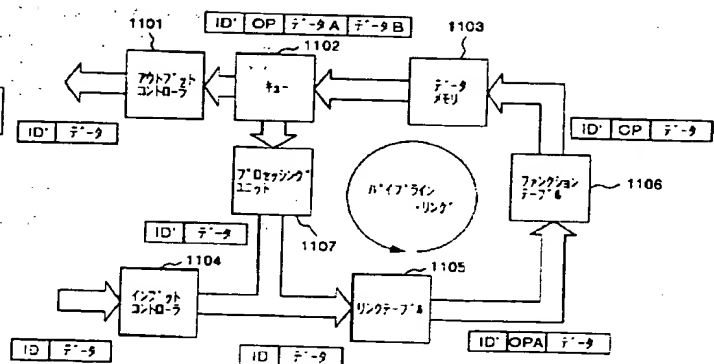 1101
ID' OP データA データB
1102
1103
アウトプット
コントローラ
キュー
データ
メモリ
ID' データ
ID' OP データ
プロセッシング
ユニット
パイプライン
・リング
ファンクション
テーブル
1106
ID' データ
1107
1104
1105
インプット
コントローラ
リンクテーブル
ID データ
ID データ
ID' OPA データ